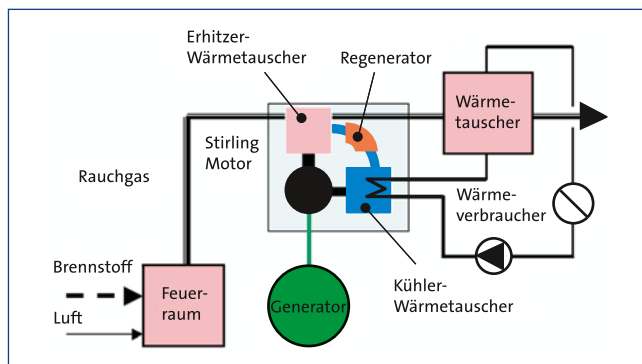 Erhitzer-
Wärmetauscher
Regenerator
Wärme-
tauscher
Stirling
Motor
Rauchgas
Wärme-
verbraucher
Brennstoff
Feuer-
raum
Luft
Generator
Kühler-
Wärmetauscher